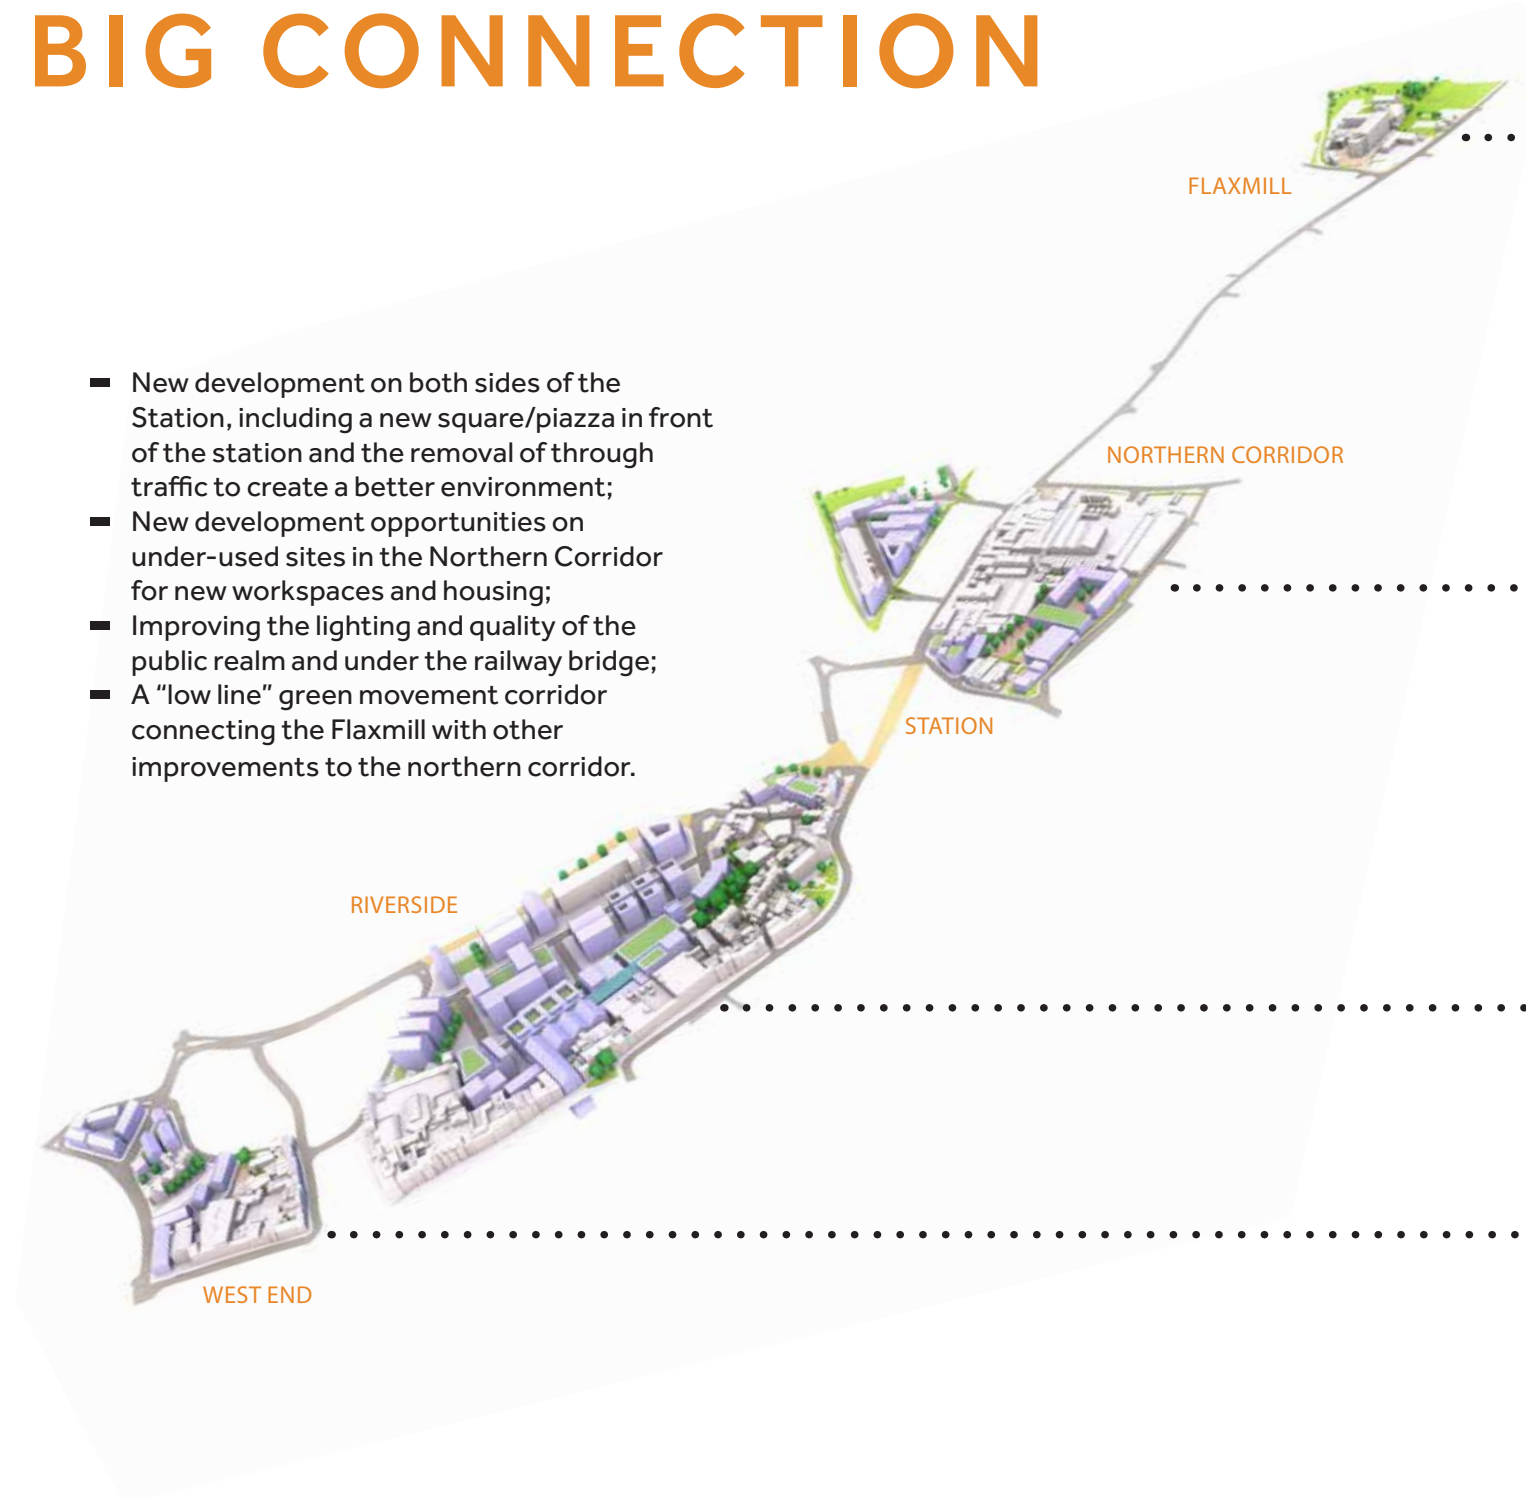 BIG CONNECTION
FLAXMILL
New development on both sides of the
Station, including a new square/piazza in front
of the station and the removal of through
traffic to create a better environment;
New development opportunities on
under-used sites in the Northern Corridor
for new workspaces and housing;
Improving the lighting and quality of the
public realm and under the railway bridge;
A “low line” green movement corridor
connecting the Flaxmill with other
improvements to the northern corridor.
NORTHERN CORRIDOR
STATION
RIVERSIDE
WEST END